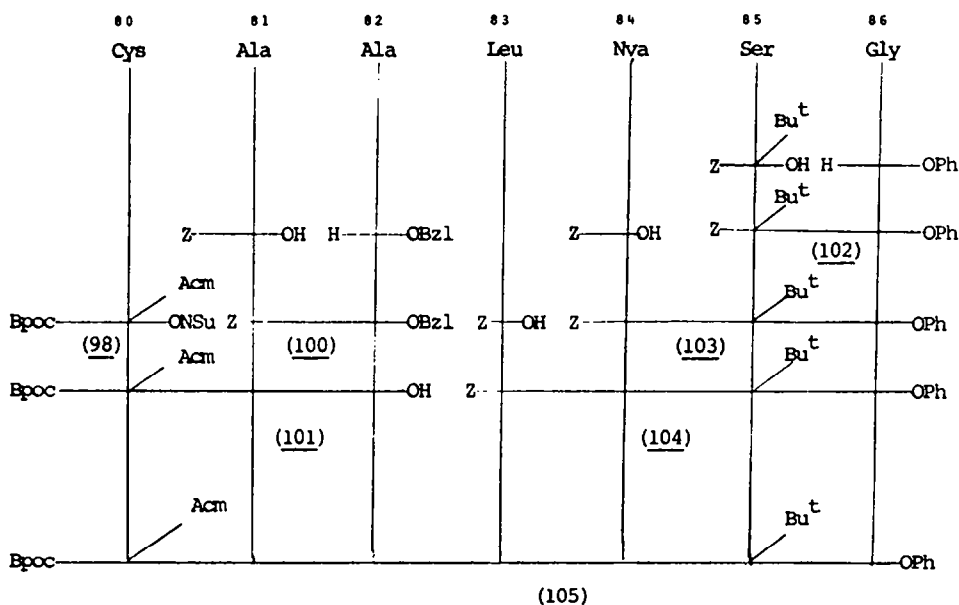 80 81 82 83 84 85 86
Cys Ala Ala Leu Nva Ser Gly
Bu^t
Z OH H OPh
Bu^t
Z OH H OBzl Z OH Z OPh
(102)
Acm Bu^t
Bpoc ONSu Z OBzl Z OH Z OPh
(98) (100) (103)
Acm Bu^t
Bpoc OH Z OPh
(101) (104)
Acm Bu^t
Bpoc OPh
(105)